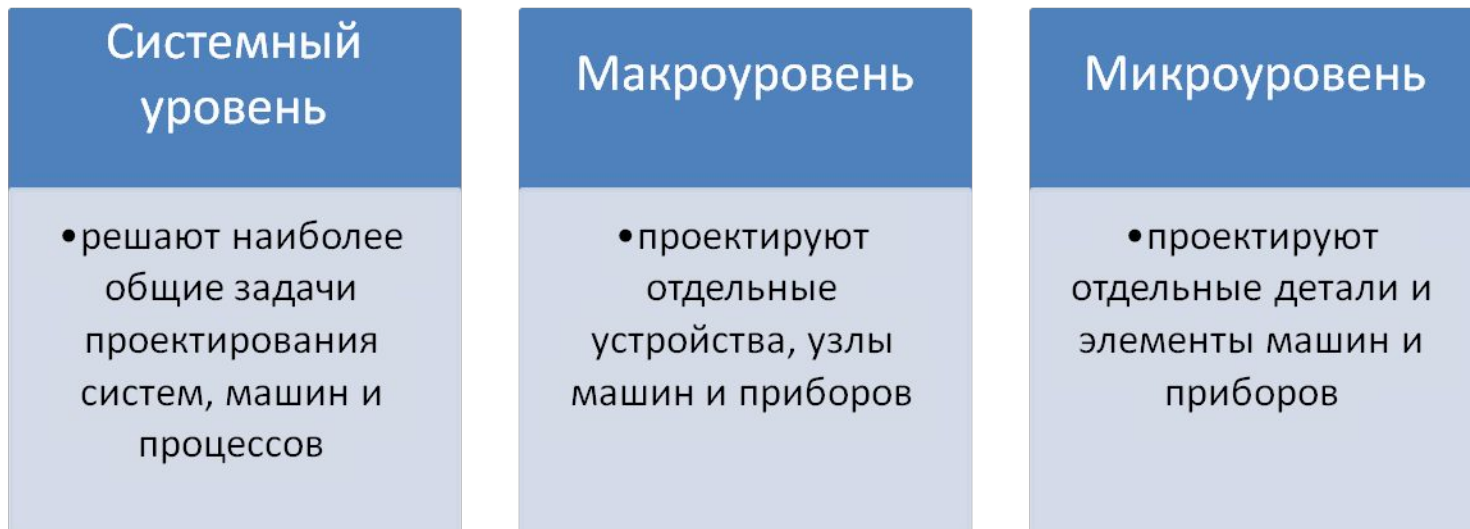 Системный
уровень
•решают наиболее
общие задачи
проектирования
систем, машин и
процессов
Макроуровень
•проектируют
отдельные
устройства, узлы
машин и приборов
Микроуровень
•проектируют
отдельные детали и
элементы машин и
приборов